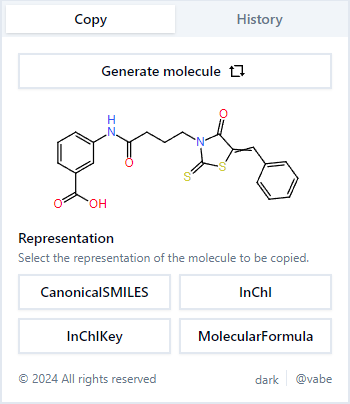 Copy History
Generate molecule
H
N
O
N
O
S
S
O
OH
Representation
Select the representation of the molecule to be copied.
CanonicalSMILES InChI
InChIKey MolecularFormula
© 2024 All rights reserved dark @vabe